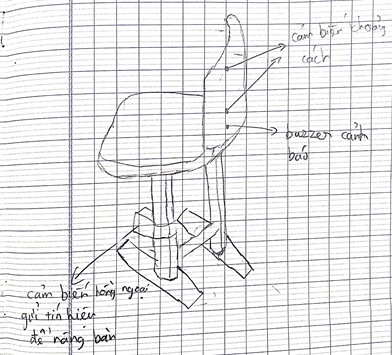 cảm biến khoảng
cách
buzzer cảnh
báo
cảm biến hồng ngoại
gửi tín hiệu
để nâng bàn